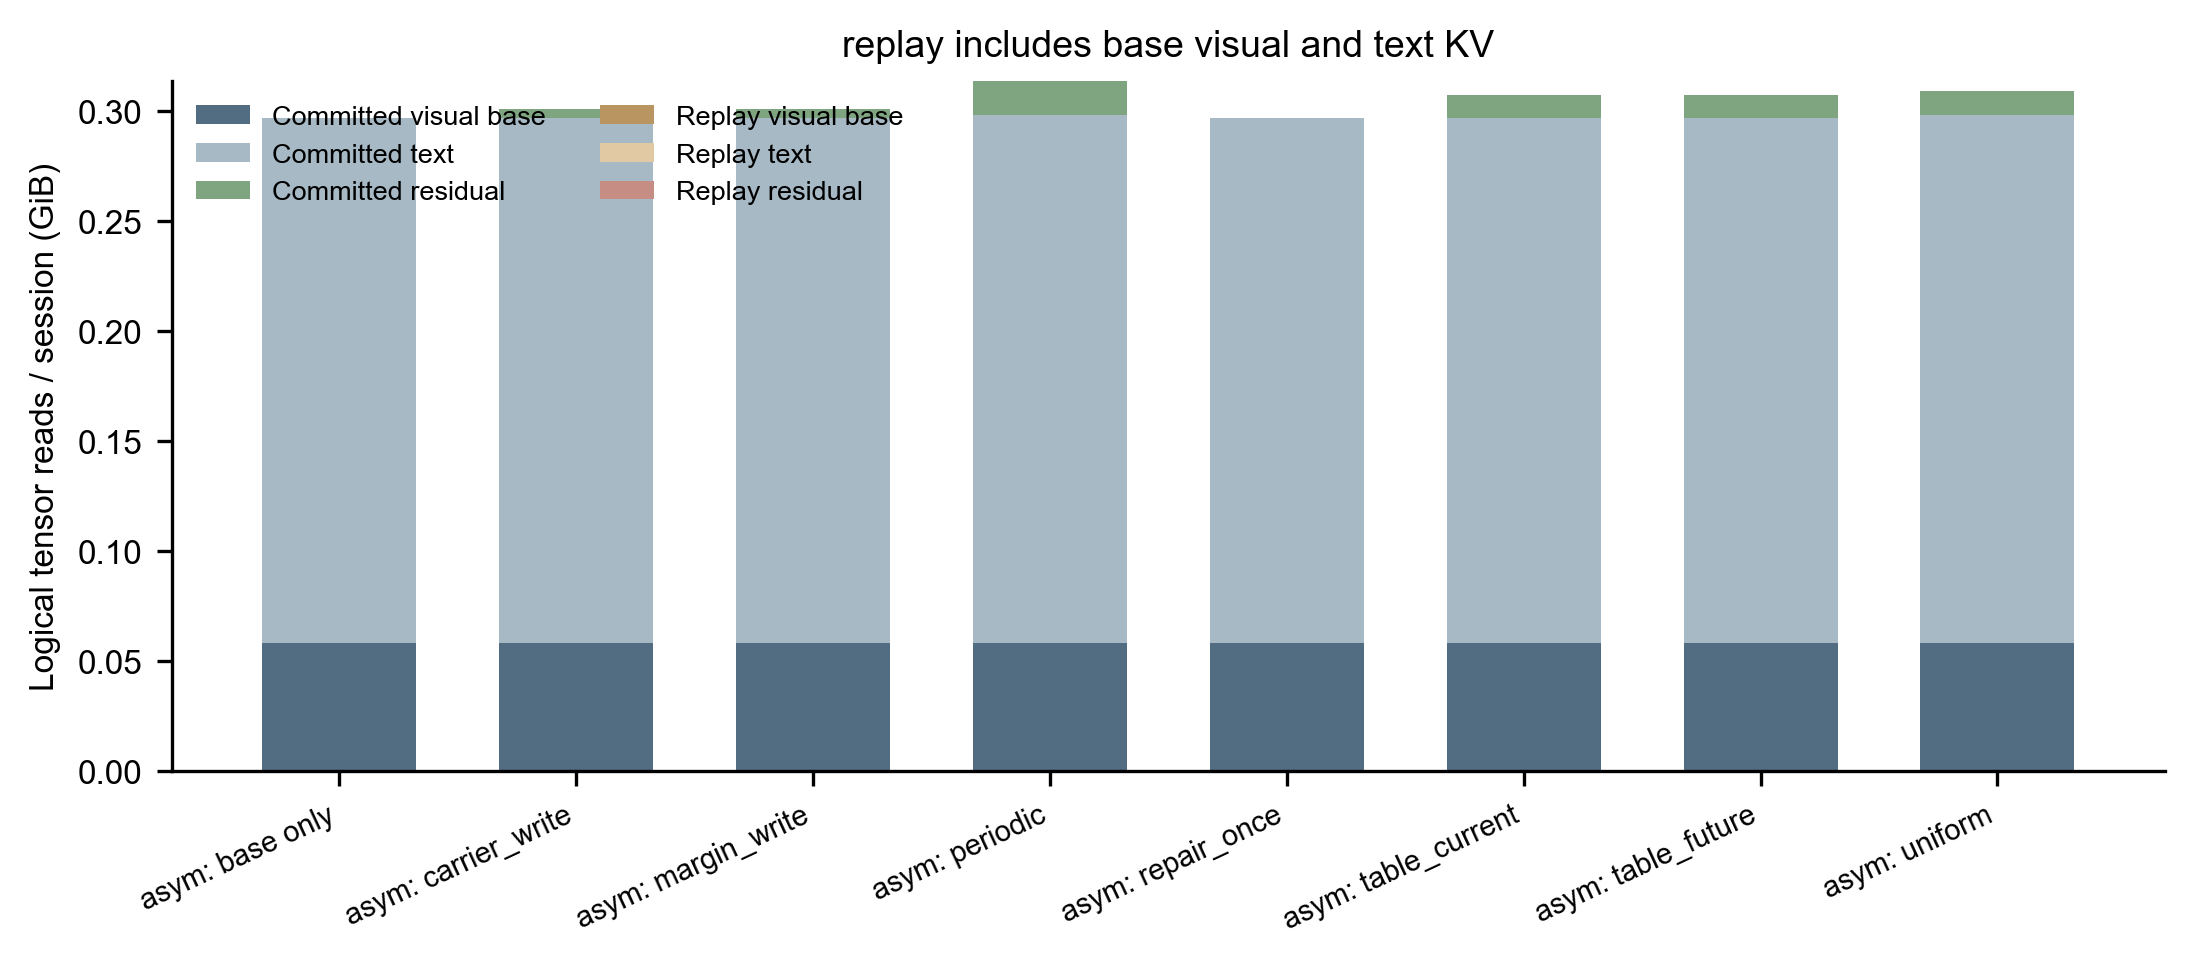 replay includes base visual and text KV
Committed visual base
Committed text
Committed residual
Replay visual base
Replay text
Replay residual
Logical tensor reads / session (GiB)
0.30
0.25
0.20
0.15
0.10
0.05
0.00
asym: base only
asym: carrier_write
asym: margin_write
asym: periodic
asym: repair_once
asym: table_current
asym: table_future
asym: uniform